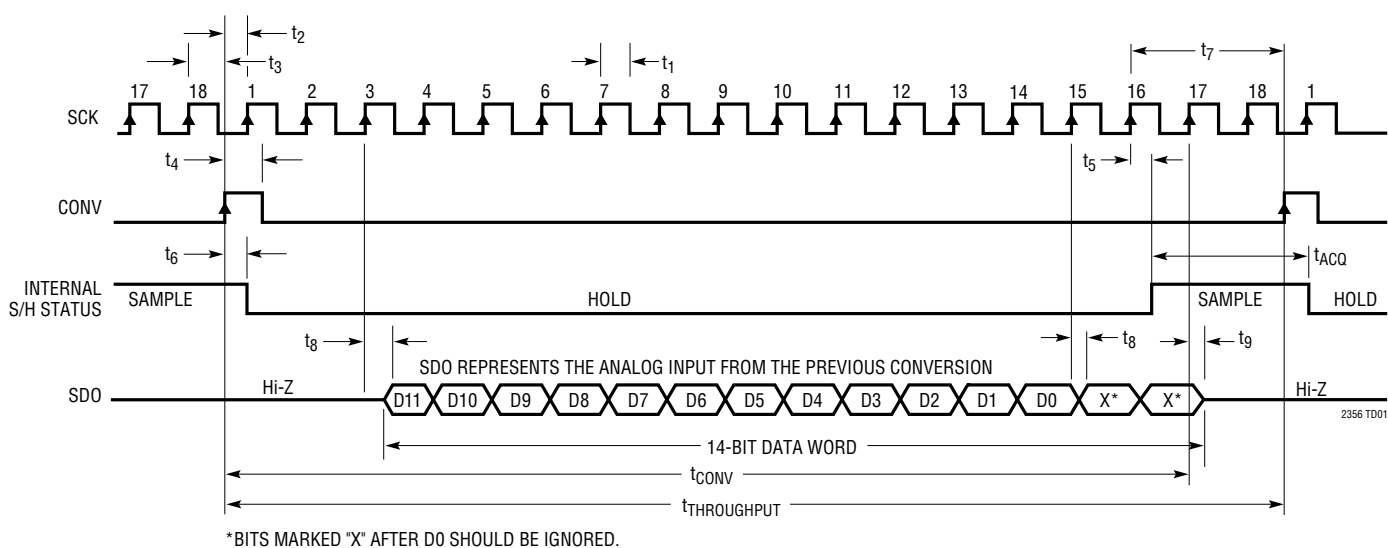 t2
t3
t1
t7
17 18 1 2 3 4 5 6 7 8 9 10 11 12 13 14 15 16 17 18 1
SCK
t4
t5
CONV
t6
tACQ
INTERNAL
S/H STATUS
SAMPLE HOLD SAMPLE HOLD
t8 t8 t9
SDO REPRESENTS THE ANALOG INPUT FROM THE PREVIOUS CONVERSION
SDO Hi-Z D11 D10 D9 D8 D7 D6 D5 D4 D3 D2 D1 D0 X* X* Hi-Z
2356 TD01
14-BIT DATA WORD
tCONV
tTHROUGHPUT
*BITS MARKED "X" AFTER D0 SHOULD BE IGNORED.